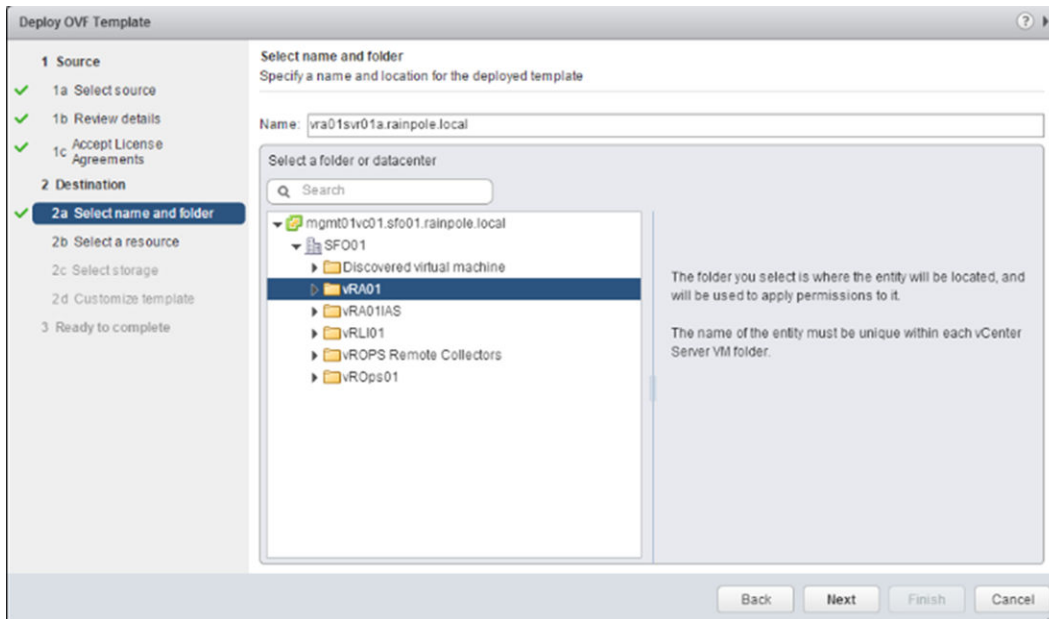 Deploy OVF Template
1 Source
1a Select source
1b Review details
1c Accept License
Agreements
2 Destination
2a Select name and folder
2b Select a resource
2c Select storage
2d Customize template
3 Ready to complete
Select name and folder
Specify a name and location for the deployed template
Name: vra01svr01a.rainpole.local
Select a folder or datacenter
Search
mgmt01vc01.sfo01.rainpole.local
SFO01
Discovered virtual machine
vRA01
vRA01IAS
vRLI01
vROPS Remote Collectors
vROps01
The folder you select is where the entity will be located, and
will be used to apply permissions to it.
The name of the entity must be unique within each vCenter
Server VM folder.
Back Next Finish Cancel